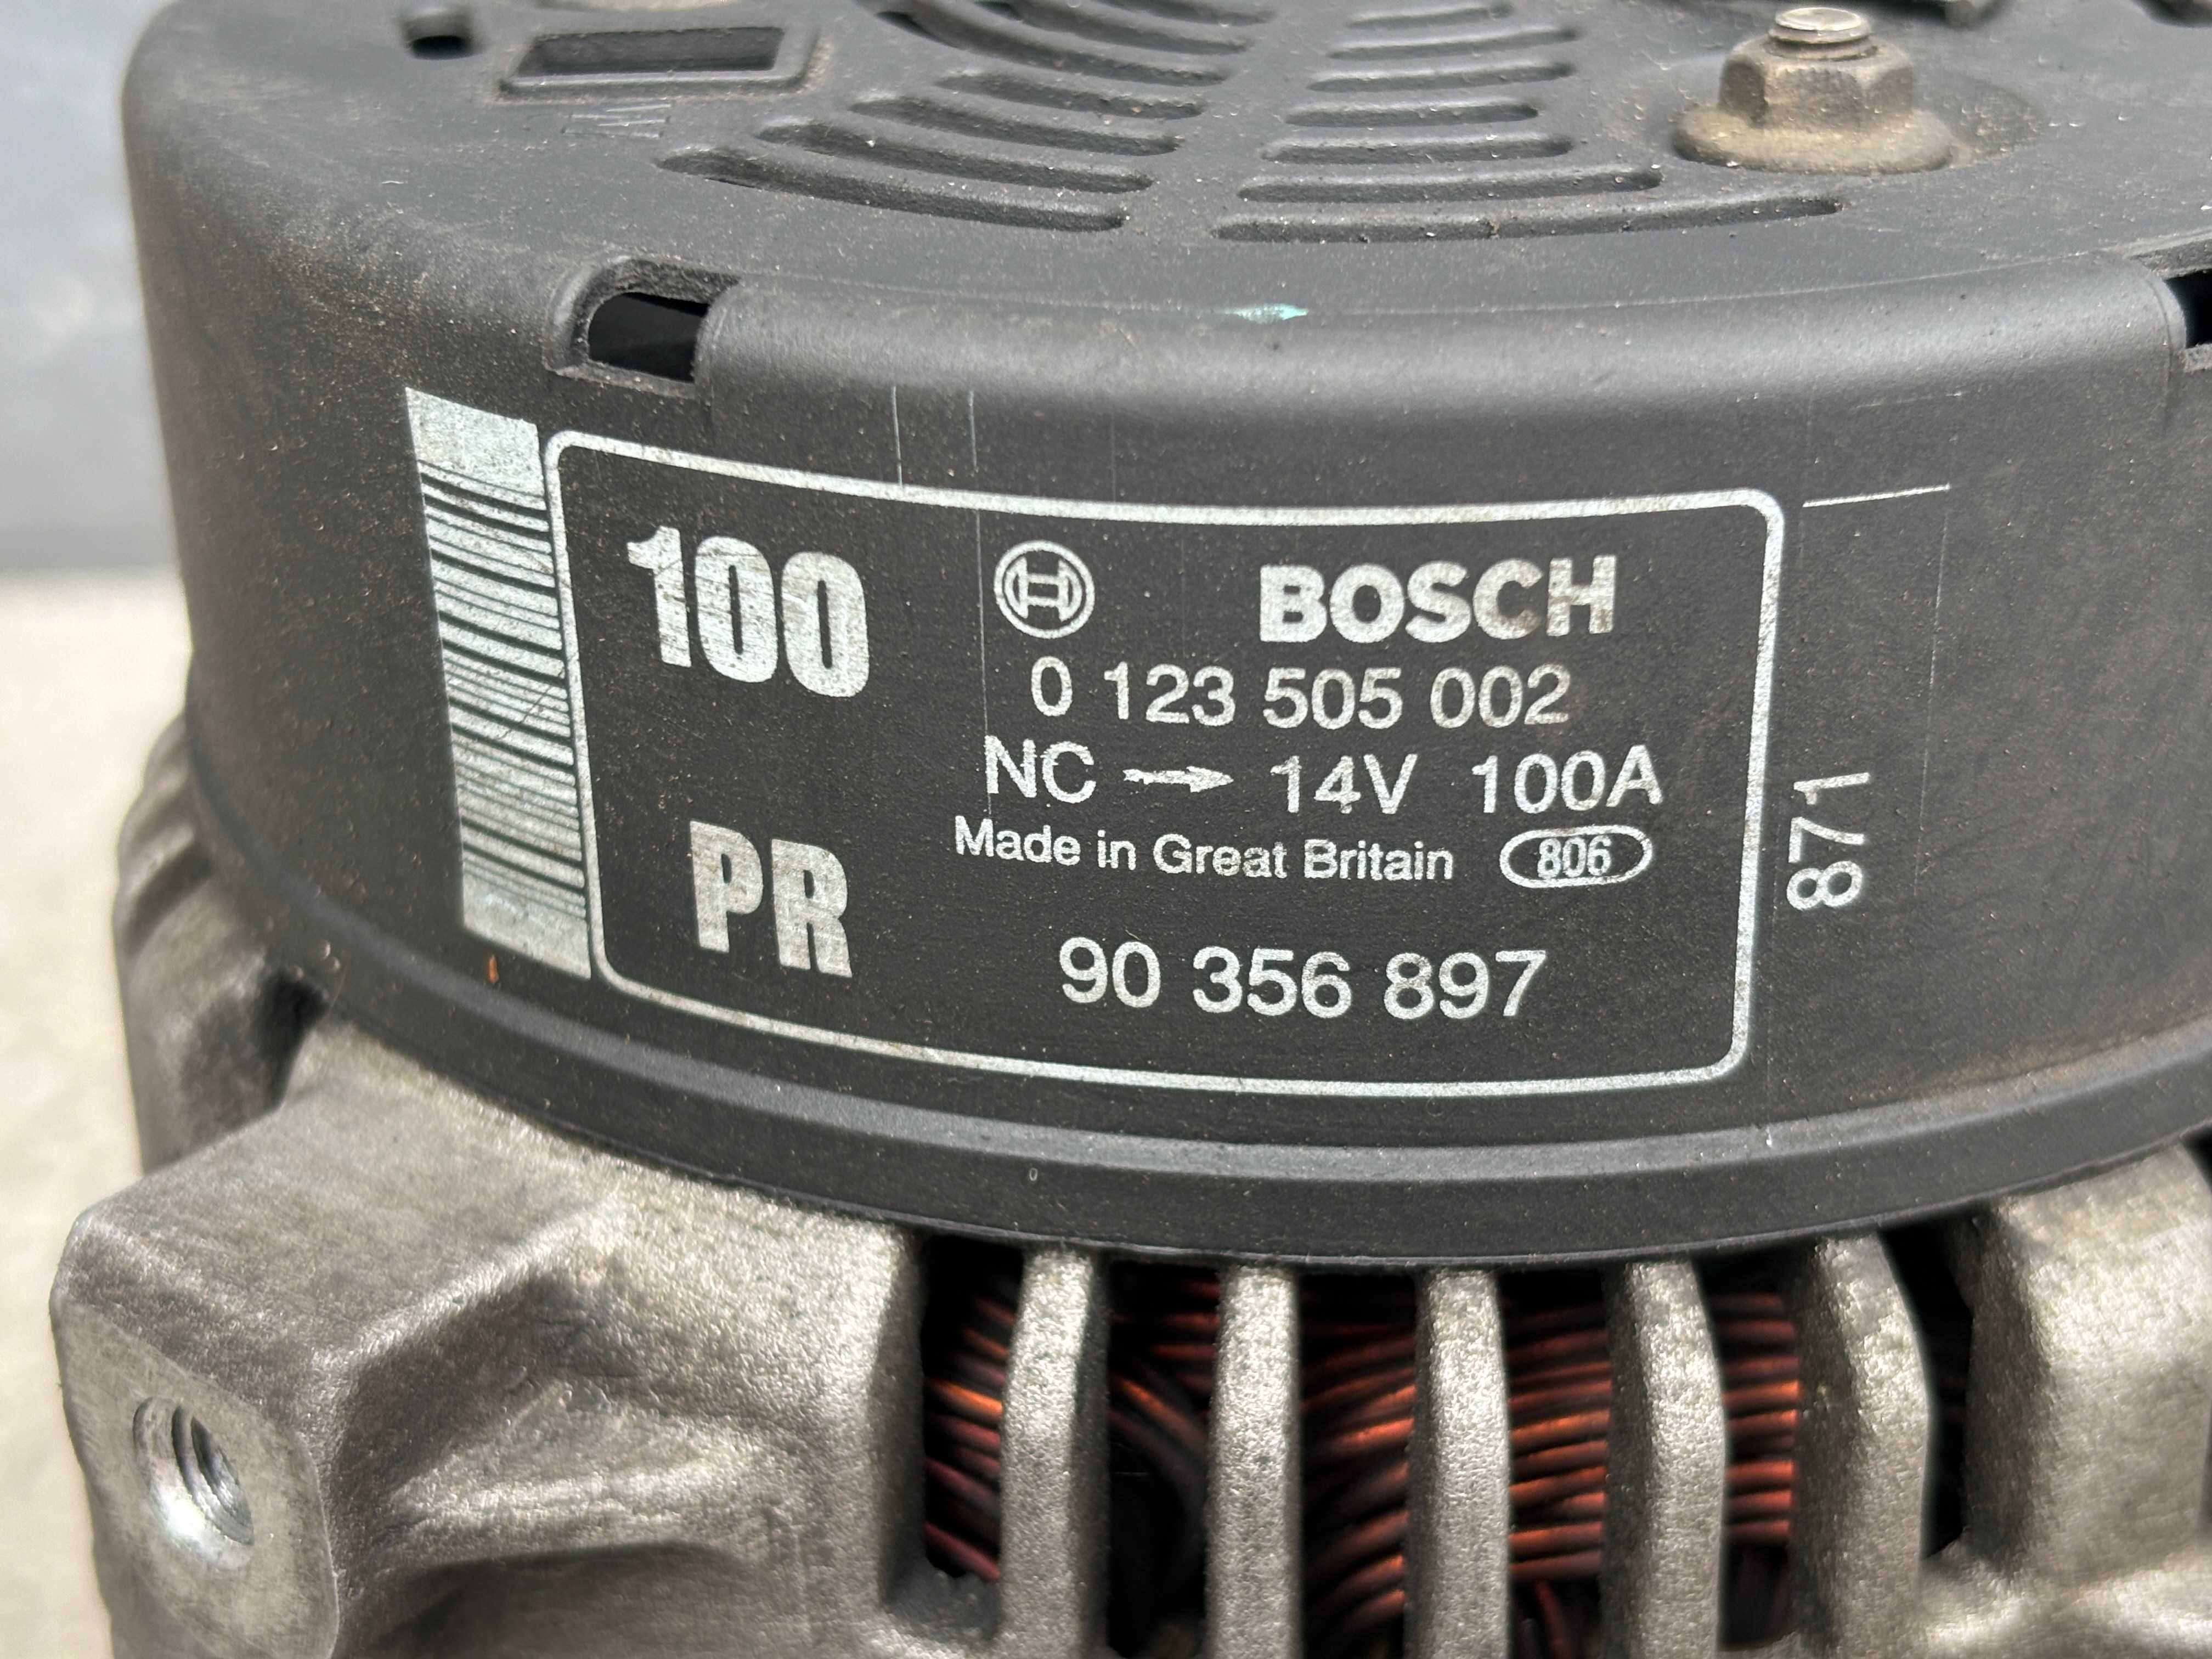 100
BOSCH
0 123 505 002
NC → 14V 100A
Made in Great Britain 806
PR
90 356 897
871